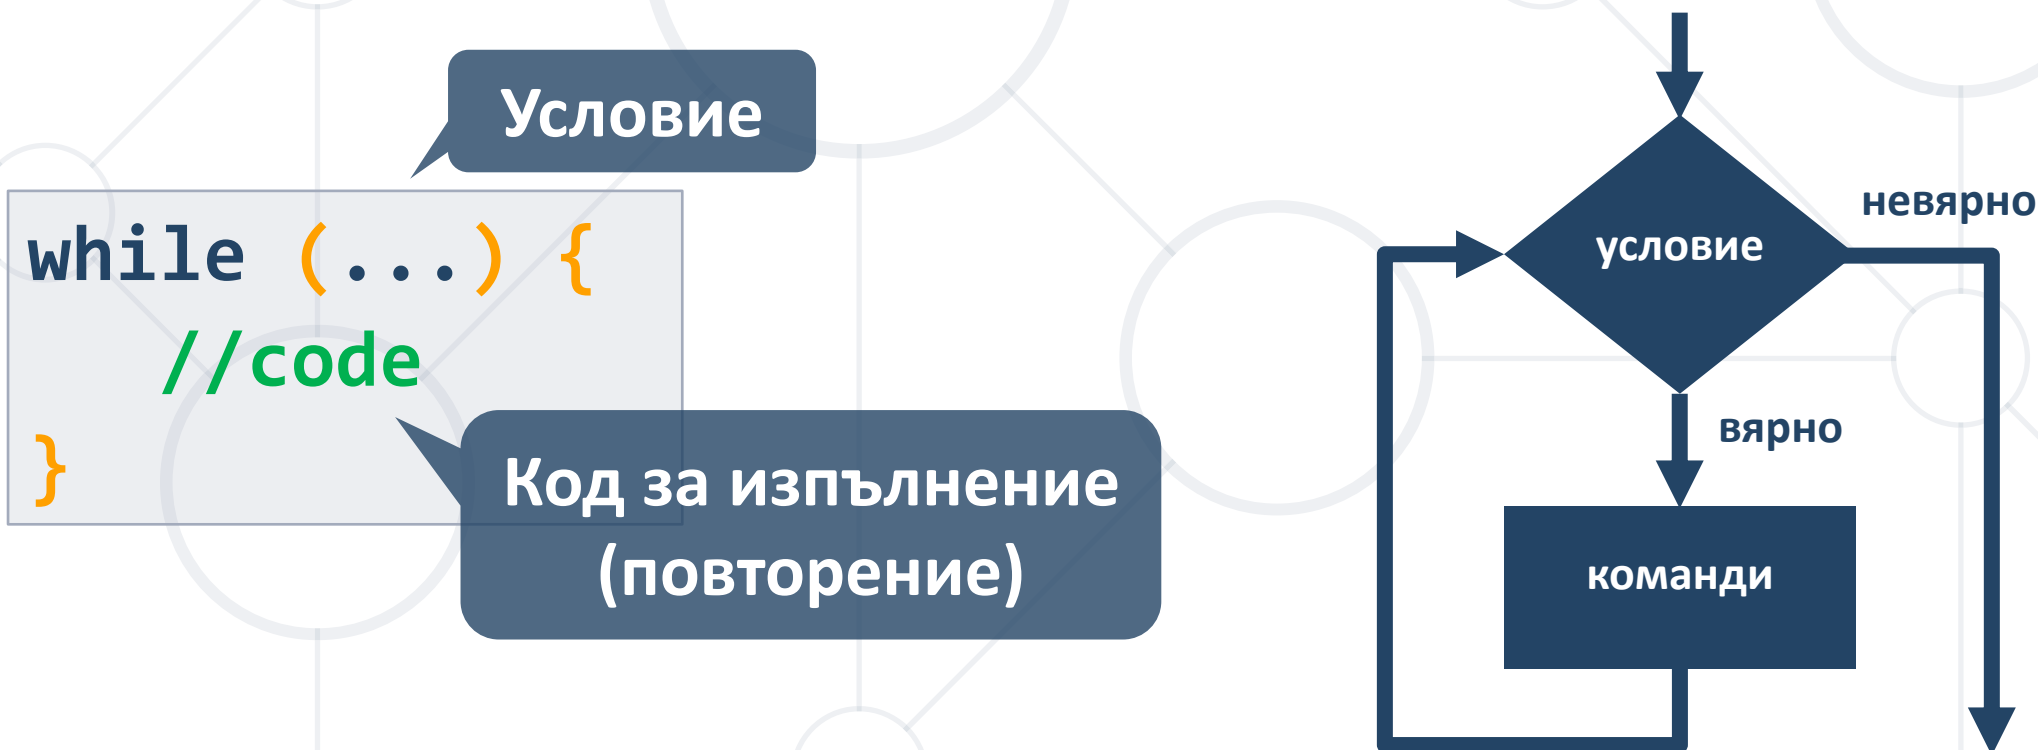 Условие
while (...) {
//code
}
Код за изпълнение
(повторение)
невярно
условие
вярно
команди